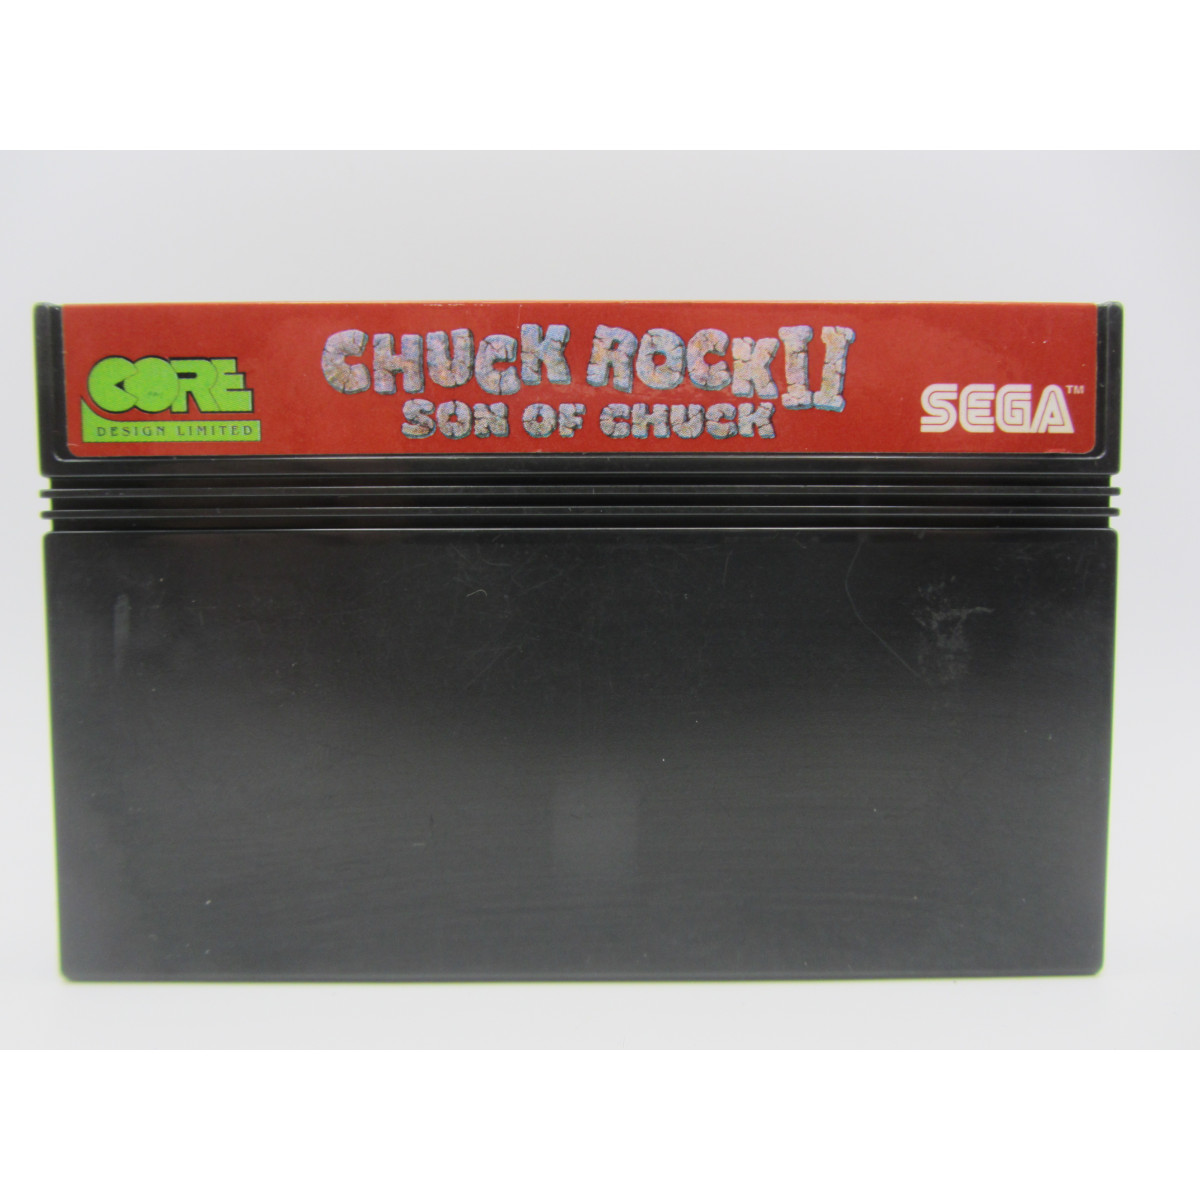 CORE
DESIGN LIMITED
CHUCK ROCK II
SON OF CHUCK
SEGA™